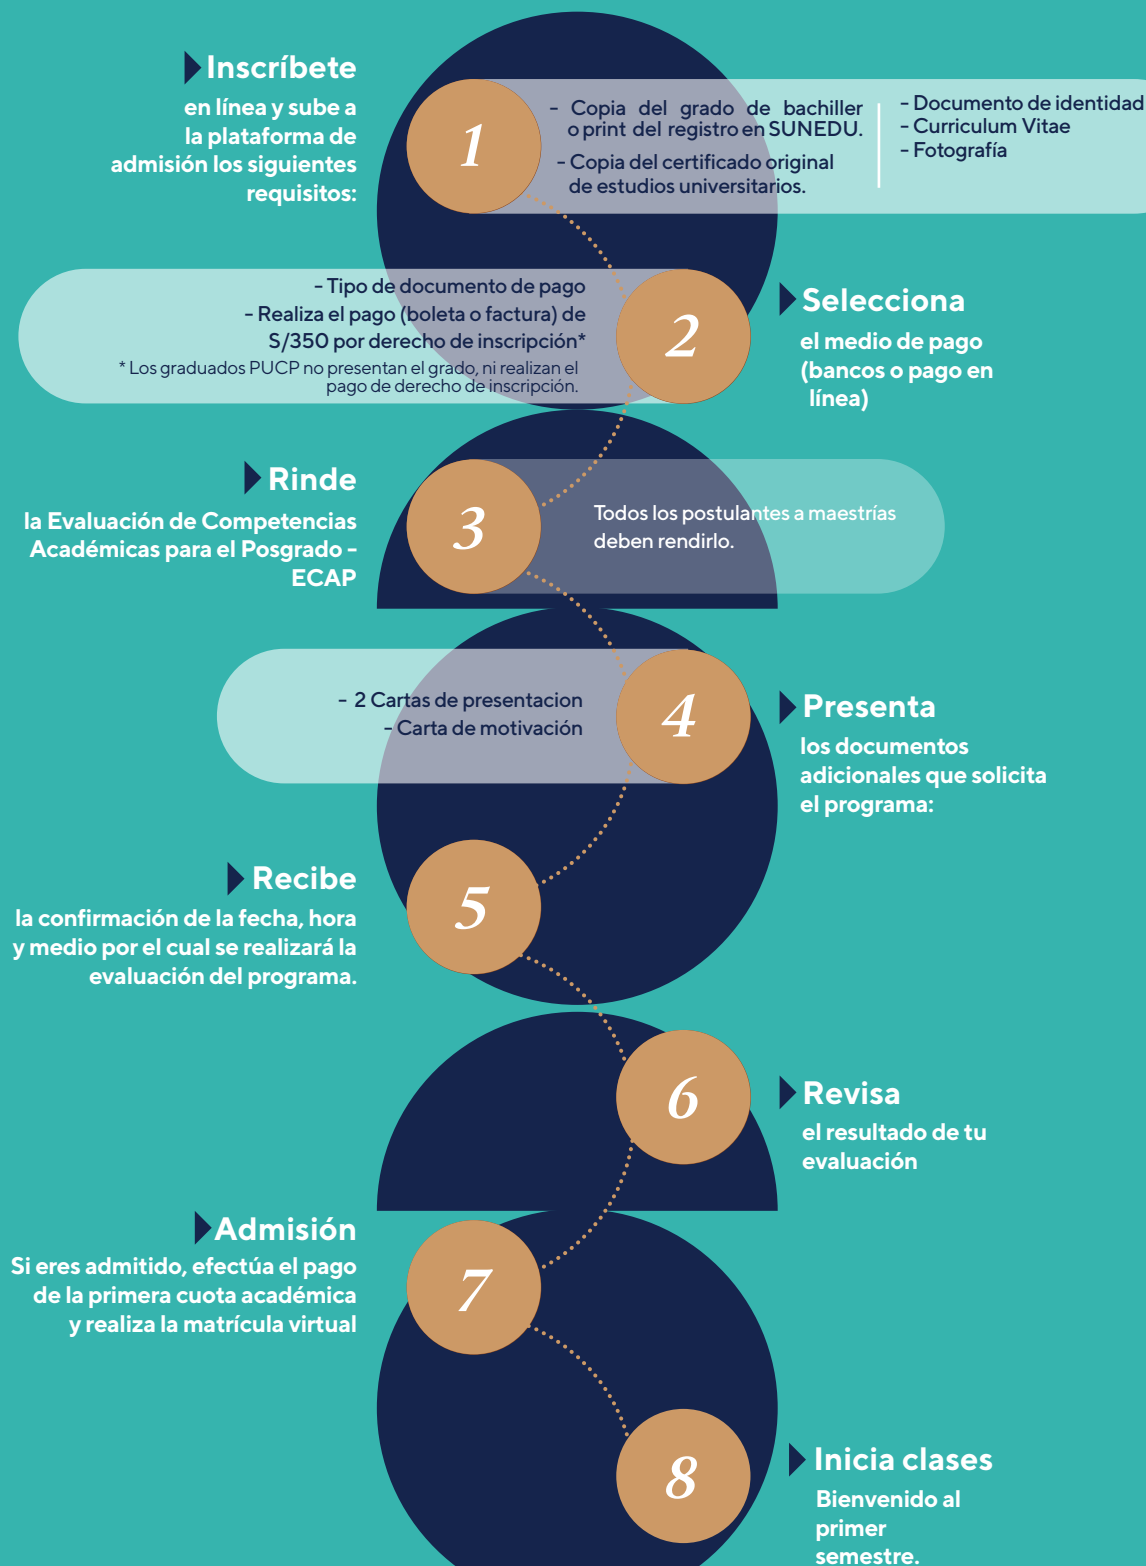 Inscríbete
en línea y sube a
la plataforma de
admisión los siguientes
requisitos:
1
- Copia del grado de bachiller
o print del registro en SUNEDU.
- Copia del certificado original
de estudios universitarios.
- Documento de identidad
- Curriculum Vitae
- Fotografía
- Tipo de documento de pago
- Realiza el pago (boleta o factura) de
S/350 por derecho de inscripción*
* Los graduados PUCP no presentan el grado, ni realizan el
pago de derecho de inscripción.
2
Selecciona
el medio de pago
(bancos o pago en
línea)
Rinde
la Evaluación de Competencias
Académicas para el Posgrado -
ECAP
3
Todos los postulantes a maestrías
deben rendirlo.
- 2 Cartas de presentacion
- Carta de motivación
4
Presenta
los documentos
adicionales que solicita
el programa:
Recibe
la confirmación de la fecha, hora
y medio por el cual se realizará la
evaluación del programa.
5
6
Revisa
el resultado de tu
evaluación
Admisión
Si eres admitido, efectúa el pago
de la primera cuota académica
y realiza la matrícula virtual
7
8
Inicia clases
Bienvenido al
primer
semestre.